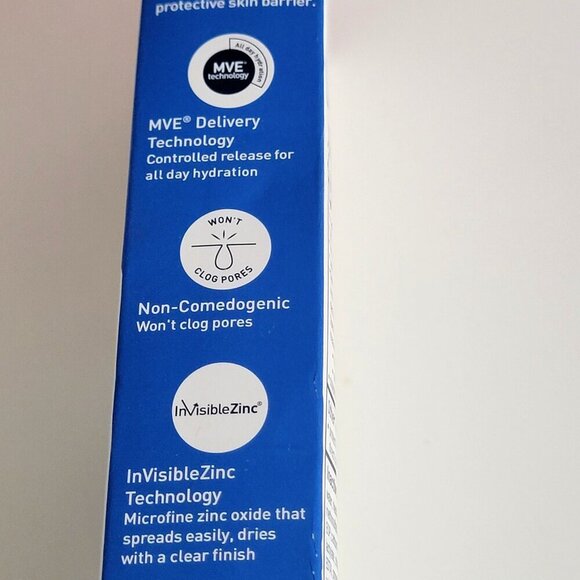 protective skin barrier.
All day hydration
MVE®
technology
MVE® Delivery
Technology
Controlled release for
all day hydration
WON'T
CLOG PORES
Non-Comedogenic
Won't clog pores
InVisibleZinc®
InVisibleZinc
Technology
Microfine zinc oxide that
spreads easily, dries
with a clear finish